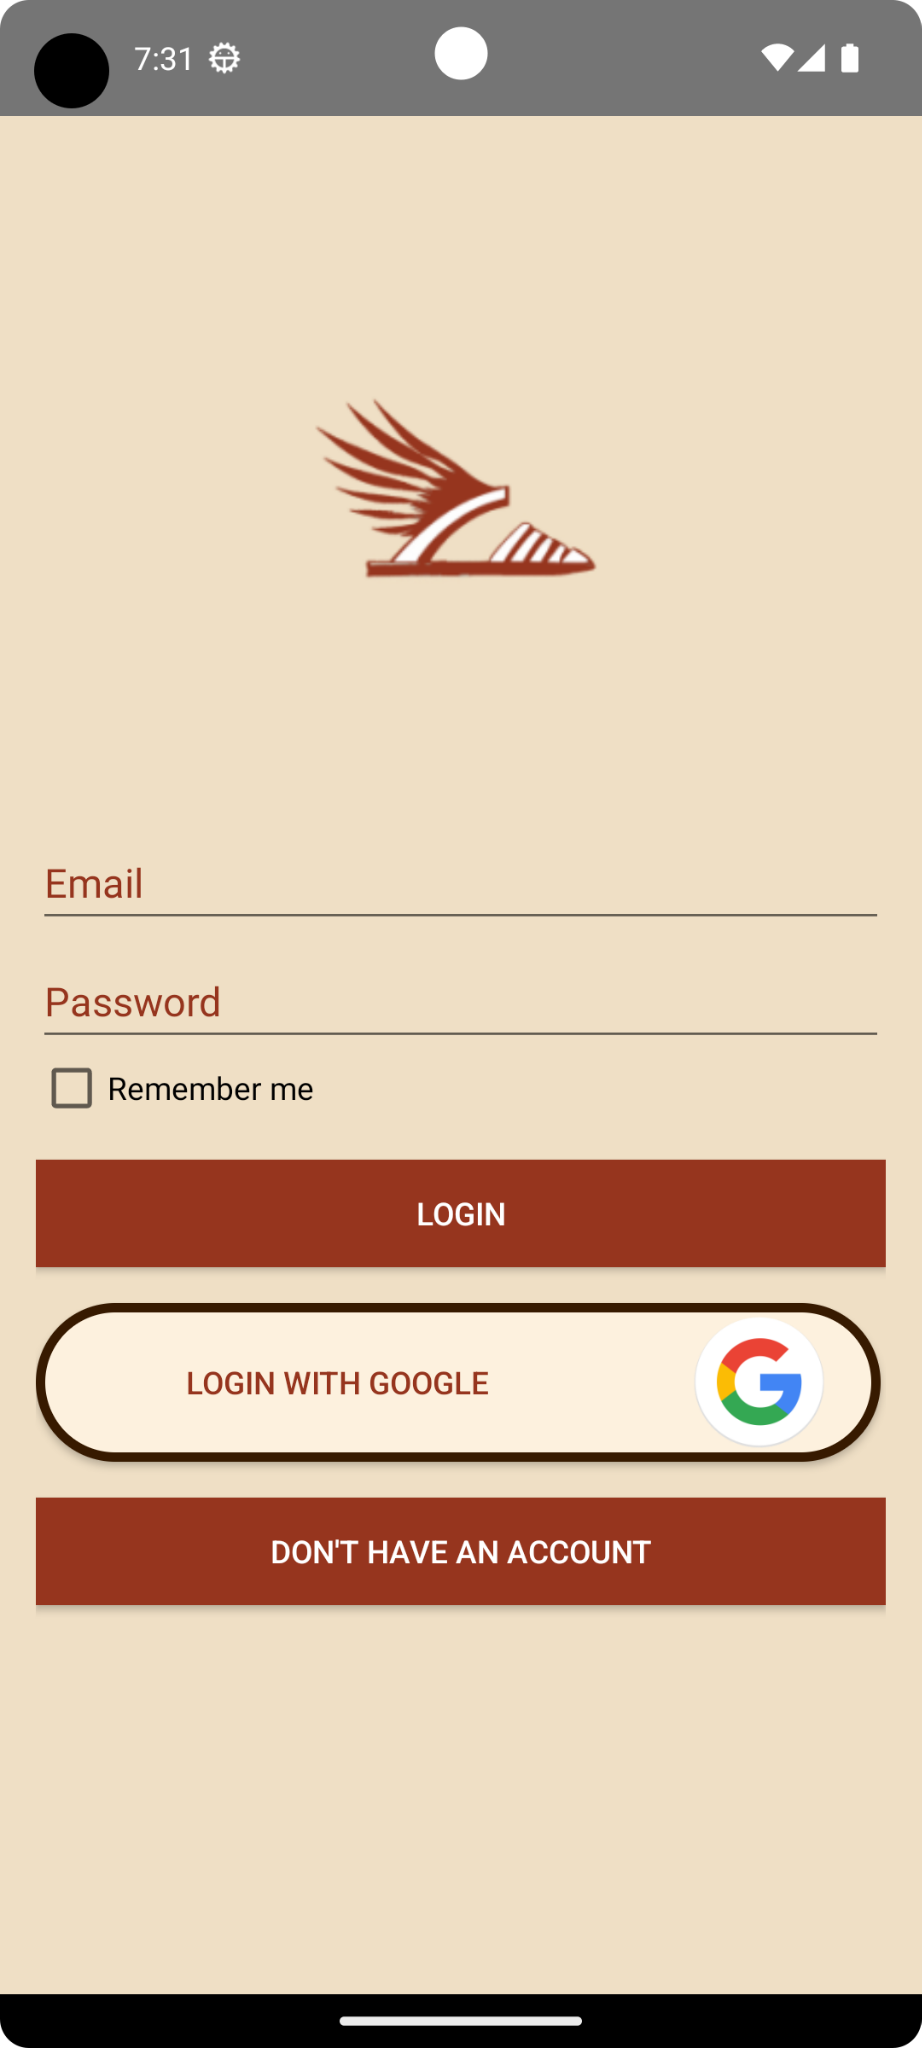 7:31
Email
Password
Remember me
LOGIN
LOGIN WITH GOOGLE
DON'T HAVE AN ACCOUNT